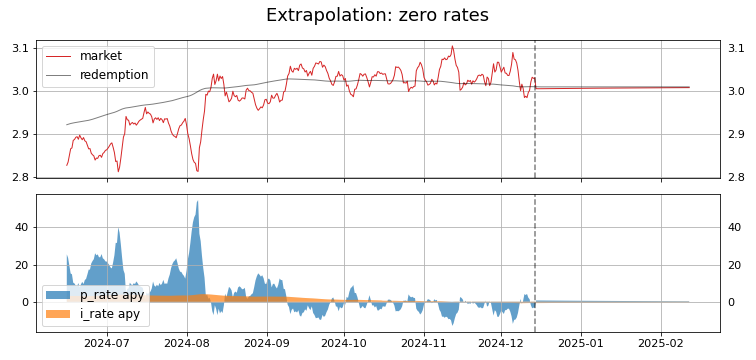 Extrapolation: zero rates
3.1 3.1
market
redemption
3.0 3.0
2.9 2.9
2.8 2.8
40 40
20 20
p_rate apy
0 0
i_rate apy
2024-07 2024-08 2024-09 2024-10 2024-11 2024-12 2025-01 2025-02